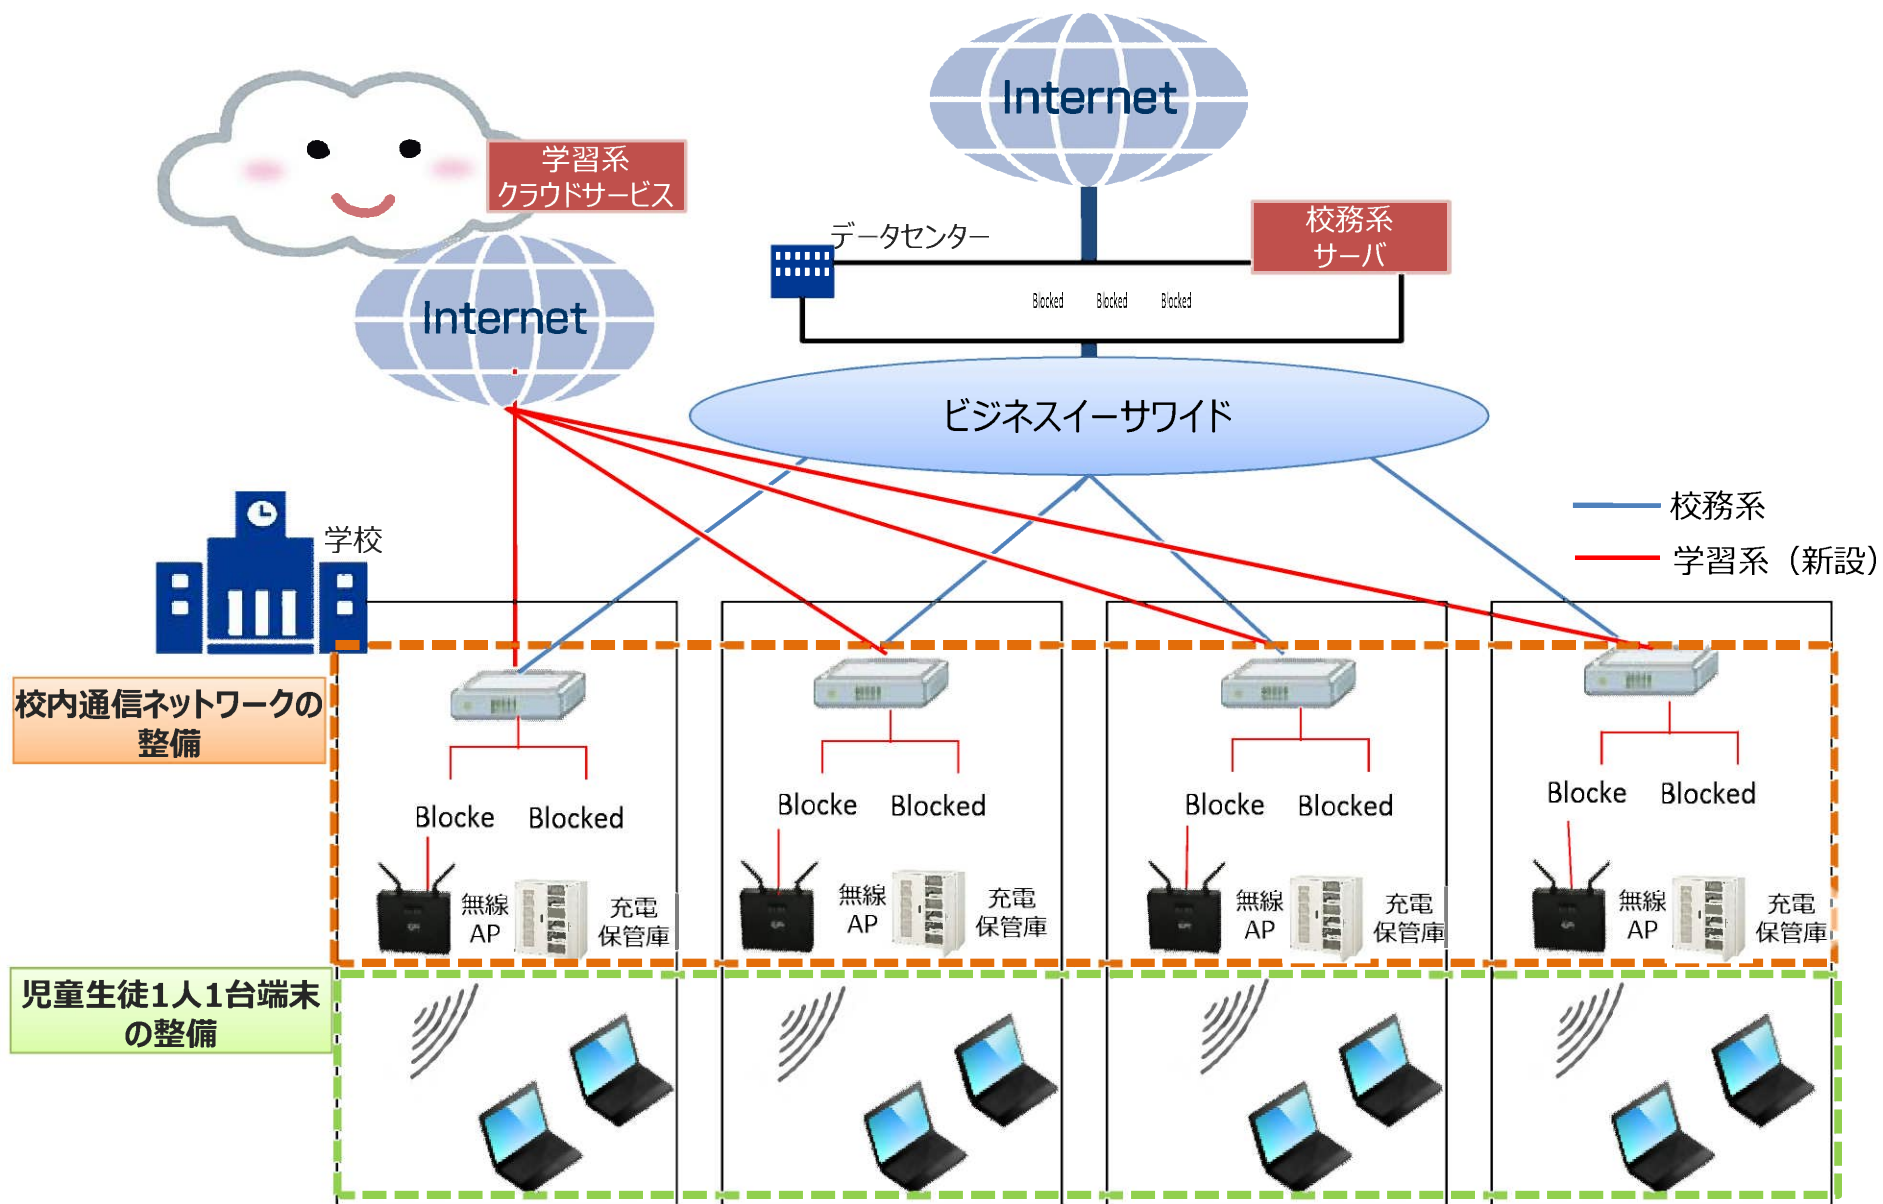 Internet
学習系
クラウドサービス
データセンター
校務系
サーバ
Blocked Blocked Blocked
Internet
ビジネスイーサワイド
校務系
学習系（新設）
学校
校内通信ネットワークの
整備
Blocke Blocked
Blocke Blocked
Blocke Blocked
Blocke Blocked
無線
AP
充電
保管庫
無線
AP
充電
保管庫
無線
AP
充電
保管庫
無線
AP
充電
保管庫
児童生徒1人1台端末
の整備